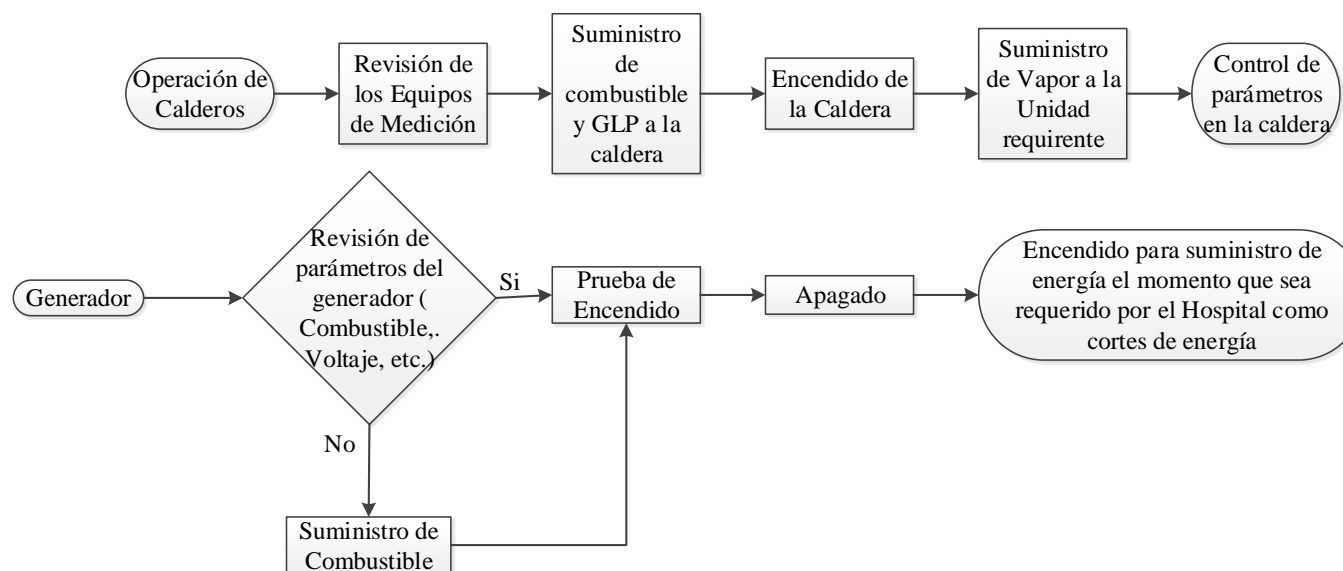 Operación de
Calderos
Revisión de
los Equipos
de Medición
Suministro
de
combustible
y GLP a la
caldera
Encendido de
la Caldera
Suministro
de Vapor a la
Unidad
requirente
Control de
parámetros
en la caldera
Generador
Revisión de
parámetros del
generador (
Combustible,.
Voltaje, etc.)
Si
Prueba de
Encendido
Apagado
Encendido para suministro de
energía el momento que sea
requerido por el Hospital como
cortes de energía
No
Suministro de
Combustible